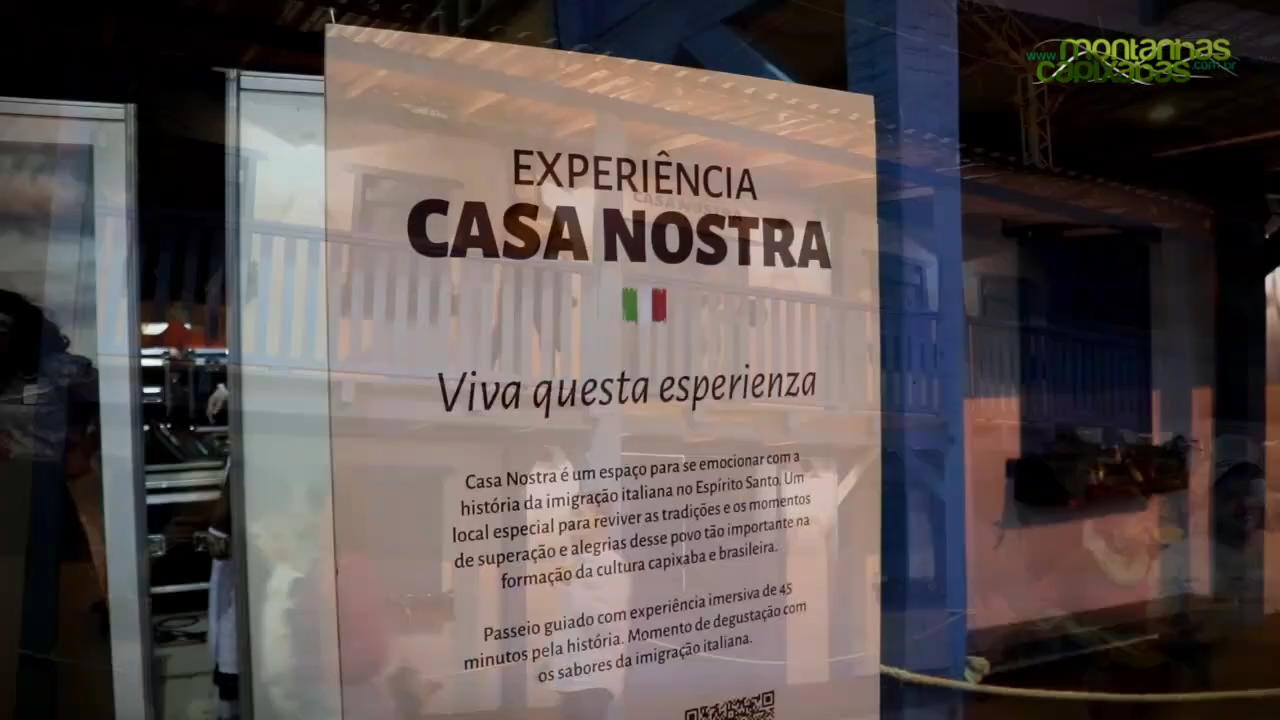 www.montanhas
capixabas.com.br
EXPERIÊNCIA
CASA NOSTRA
Viva questa esperienza
Casa Nostra é um espaço para se emocionar com a
história da imigração italiana no Espírito Santo. Um
local especial para reviver as tradições e os momentos
de superação e alegrias desse povo tão importante na
formação da cultura capixaba e brasileira.
Passeio guiado com experiência imersiva de 45
minutos pela história. Momento de degustação com
os sabores da imigração italiana.